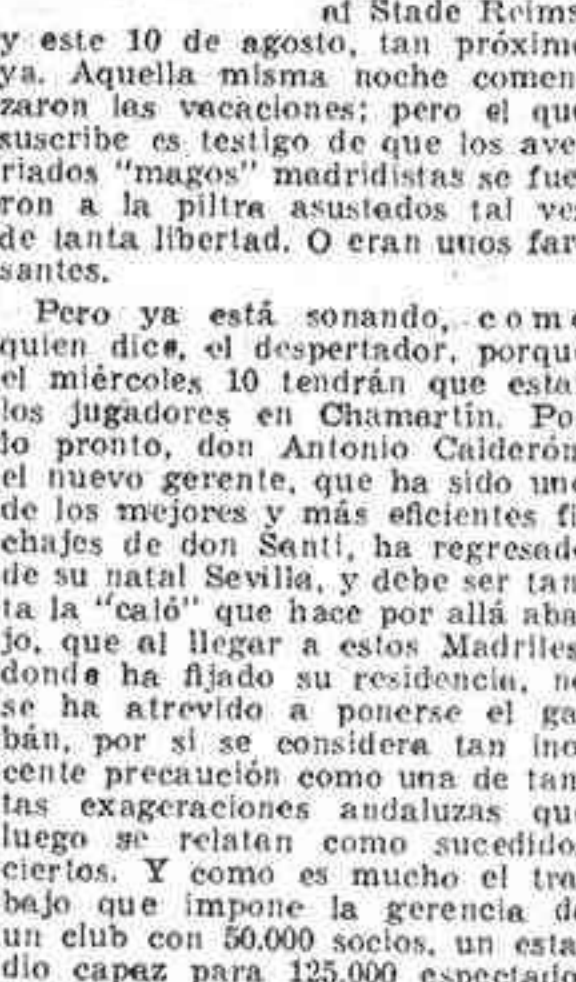 al Stade Reims
y este 10 de agosto, tan próximo
ya. Aquella misma noche comen
zaron las vacaciones; pero el que
suscribe es testigo de que los ave
riados "magos" madridistas se fue
ron a la piltra asustados tal vez
de tanta libertad. O eran unos far
santes.
Pero ya está sonando, como
quien dice, el despertador, porque
el miércoles 10 tendrán que esta
los jugadores en Chamartín. Po
lo pronto, don Antonio Calderón
el nuevo gerente, que ha sido uno
de los mejores y más eficientes fi
chajes de don Santi, ha regresado
de su natal Sevilla, y debe ser tan
ta la "caló" que hace por allá aba
jo, que al llegar a estos Madriles
donde ha fijado su residencia, no
se ha atrevido a ponerse el ga
bán, por si se considera tan ino
cente precaución como una de tan
tas exageraciones andaluzas que
luego se relatan como sucedido
ciertos. Y como es mucho el tra
bajo que impone la gerencia de
un club con 50.000 socios, un esta
dio capaz para 125.000 espectado